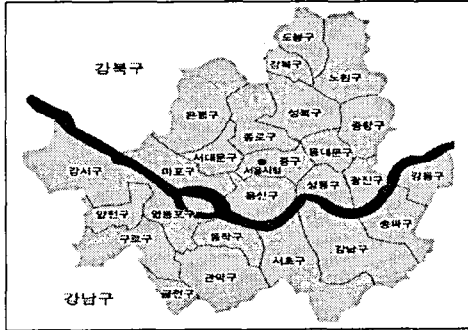 도봉구
강북구
강북구
노원구
은평구
성북구
중랑구
종로구
서대문구
동대문구
중구
강서구
마포구
서울시청
강동구
용산구
성동구
광진구
양천구
영등포구
송파구
구로구
동작구
강남구
서초구
관악구
금천구
강남구